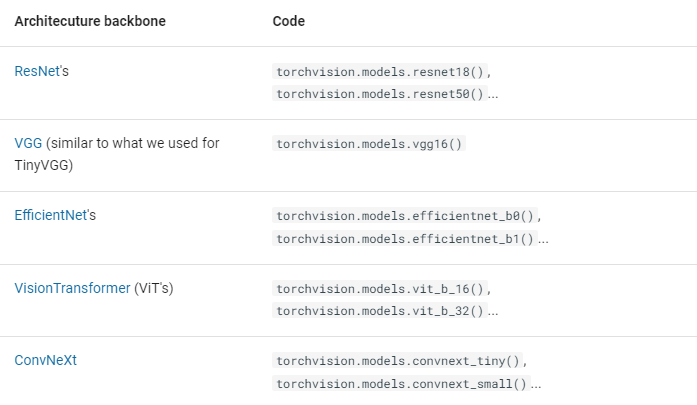 Architecuture backbone Code
ResNet's torchvision.models.resnet18(),
torchvision.models.resnet50()...
VGG (similar to what we used for torchvision.models.vgg16()
TinyVGG)
EfficientNet's torchvision.models.efficientnet_b0(),
torchvision.models.efficientnet_b1()...
VisionTransformer (ViT's) torchvision.models.vit_b_16(),
torchvision.models.vit_b_32()...
ConvNeXt torchvision.models.convnext_tiny(),
torchvision.models.convnext_small()...